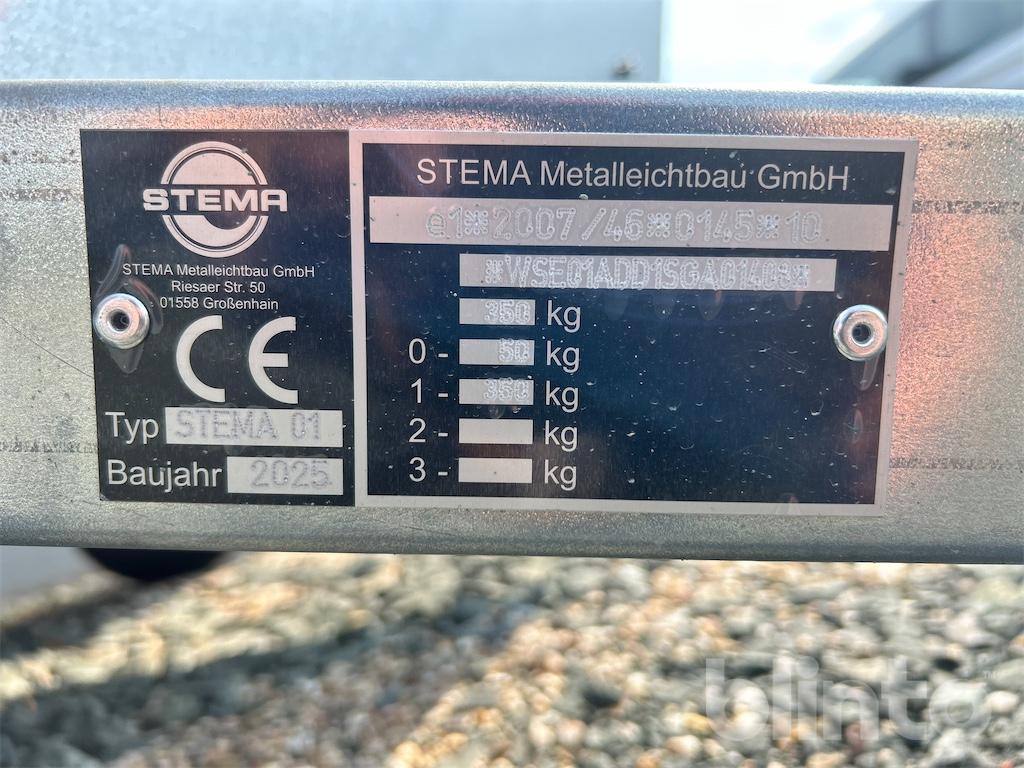 STEMA
STEMA Metalleichtbau GmbH
Riesaer Str. 50
01558 Großenhain
CE
Typ STEMA 01
Baujahr 2025
STEMA Metalleichtbau GmbH
e1*2007/46*0145*10
*WSE01ADD1SGA01408*
350 kg
0 - 50 kg
1 - 350 kg
2 - kg
3 - kg
blinto